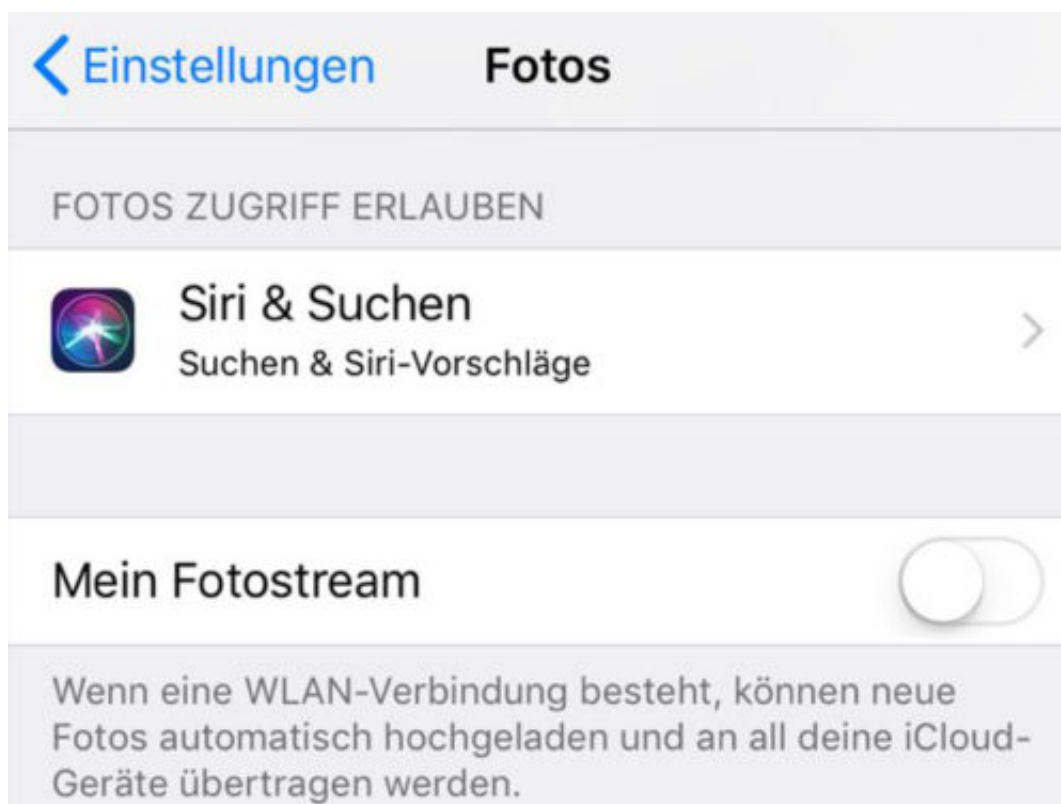 Einstellungen Fotos
FOTOS ZUGRIFF ERLAUBEN
Siri & Suchen
Suchen & Siri-Vorschläge
Mein Fotostream
Wenn eine WLAN-Verbindung besteht, können neue
Fotos automatisch hochgeladen und an all deine iCloud-
Geräte übertragen werden.